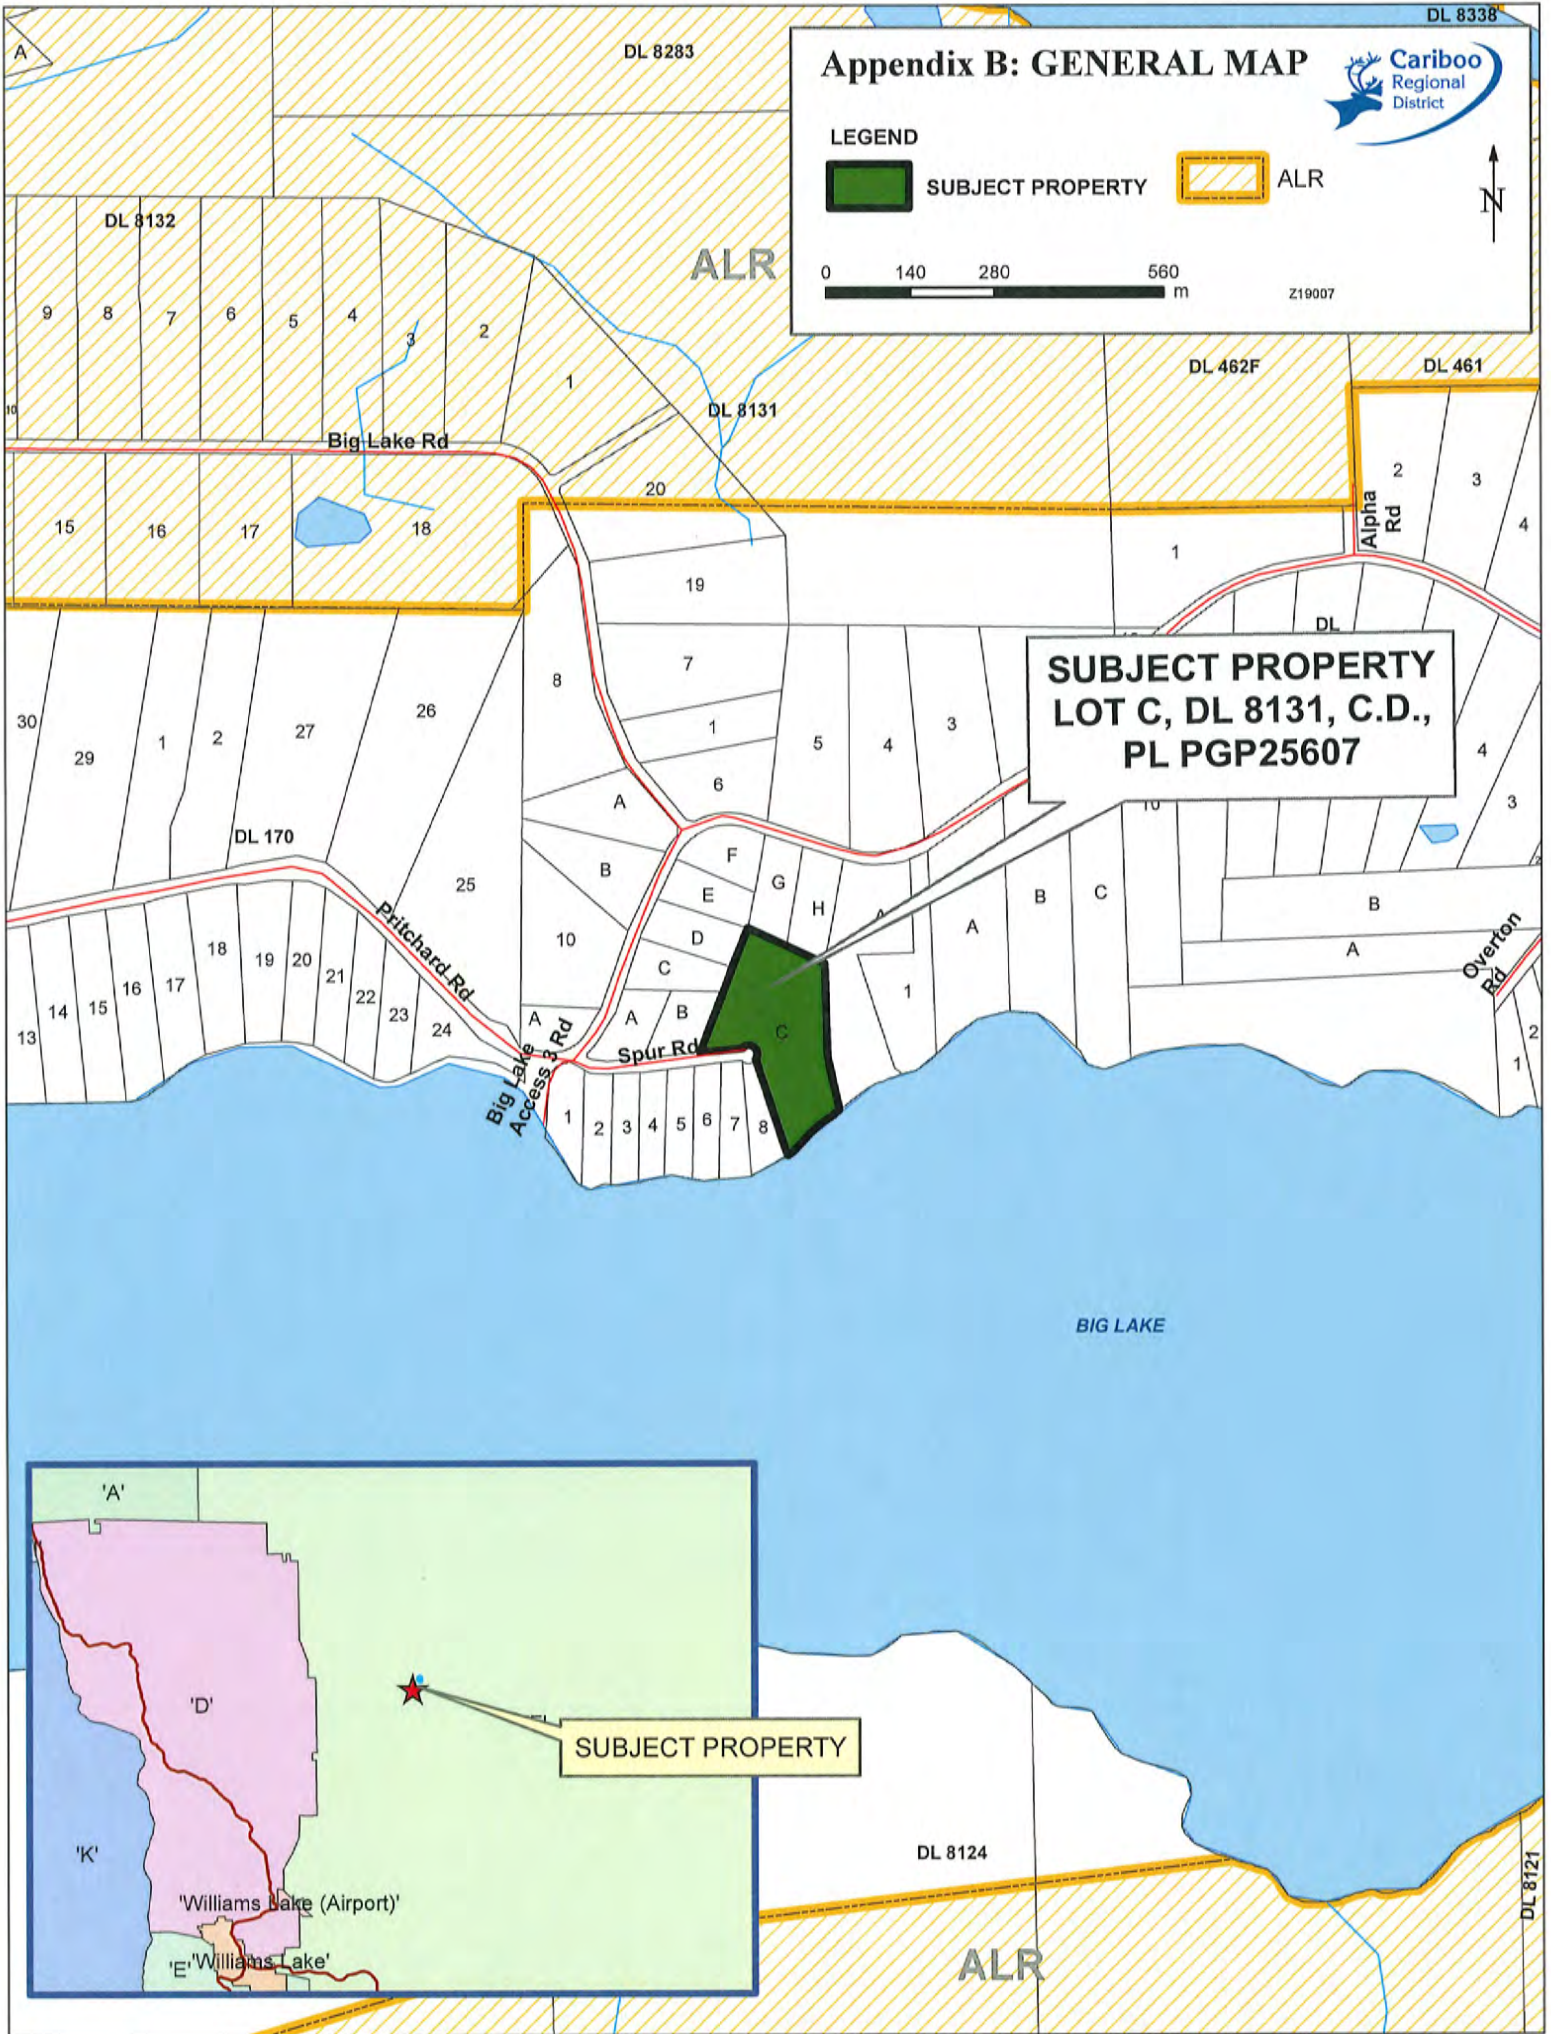 DL 8338
A
DL 8283
Appendix B: GENERAL MAP
Cariboo
Regional
District
LEGEND
SUBJECT PROPERTY
ALR
N
0 140 280 560
m
Z19007
DL 8132
ALR
9 8 7 6 5 4 3 2
1
10
DL 8131
DL 462F
DL 461
Big Lake Rd
20
2
3
4
15 16 17 18
Alpha
Rd
1
19
DL
SUBJECT PROPERTY
LOT C, DL 8131, C.D.,
PL PGP25607
7
8
30
29
1
2
27
26
1
5
4
3
4
6
3
A
10
DL 170
F
G
E
H
A
B
25
B
C
A
B
10
D
C
A
Pritchard Rd
Overton
Rd
18
19
20
21
22
23
24
17
16
15
14
13
1
A
A
B
C
2
1
Spur Rd
Big Lake
Access 3 Rd
1 2 3 4 5 6 7 8
BIG LAKE
'A'
'D'
SUBJECT PROPERTY
'K'
'Williams Lake (Airport)'
'E'
'Williams Lake'
DL 8124
DL 8121
ALR